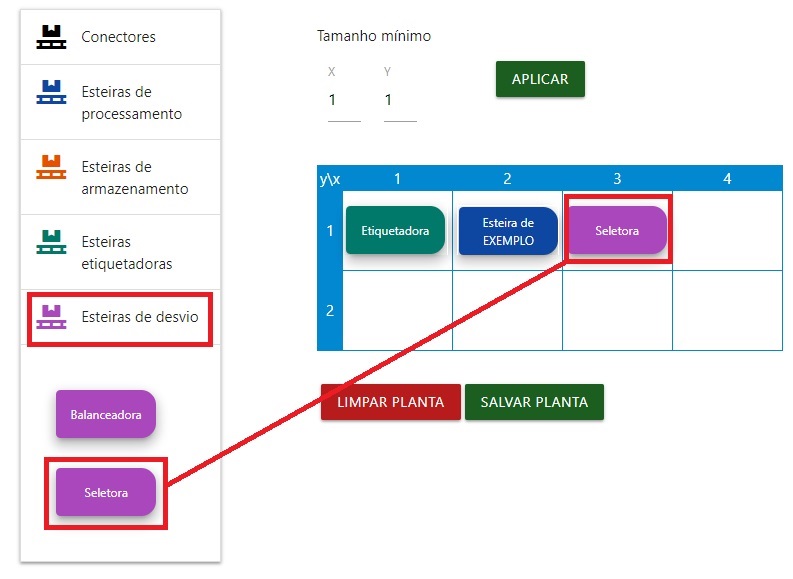 Conectores
Esteiras de
processamento
Esteiras de
armazenamento
Esteiras
etiquetadoras
Esteiras de desvio
Balanceadora
Seletora
Tamanho mínimo
X Y
1 1
APLICAR
y\x 1 2 3 4
1 Etiquetadora Esteira de
EXEMPLO Seletora
2
LIMPAR PLANTA SALVAR PLANTA